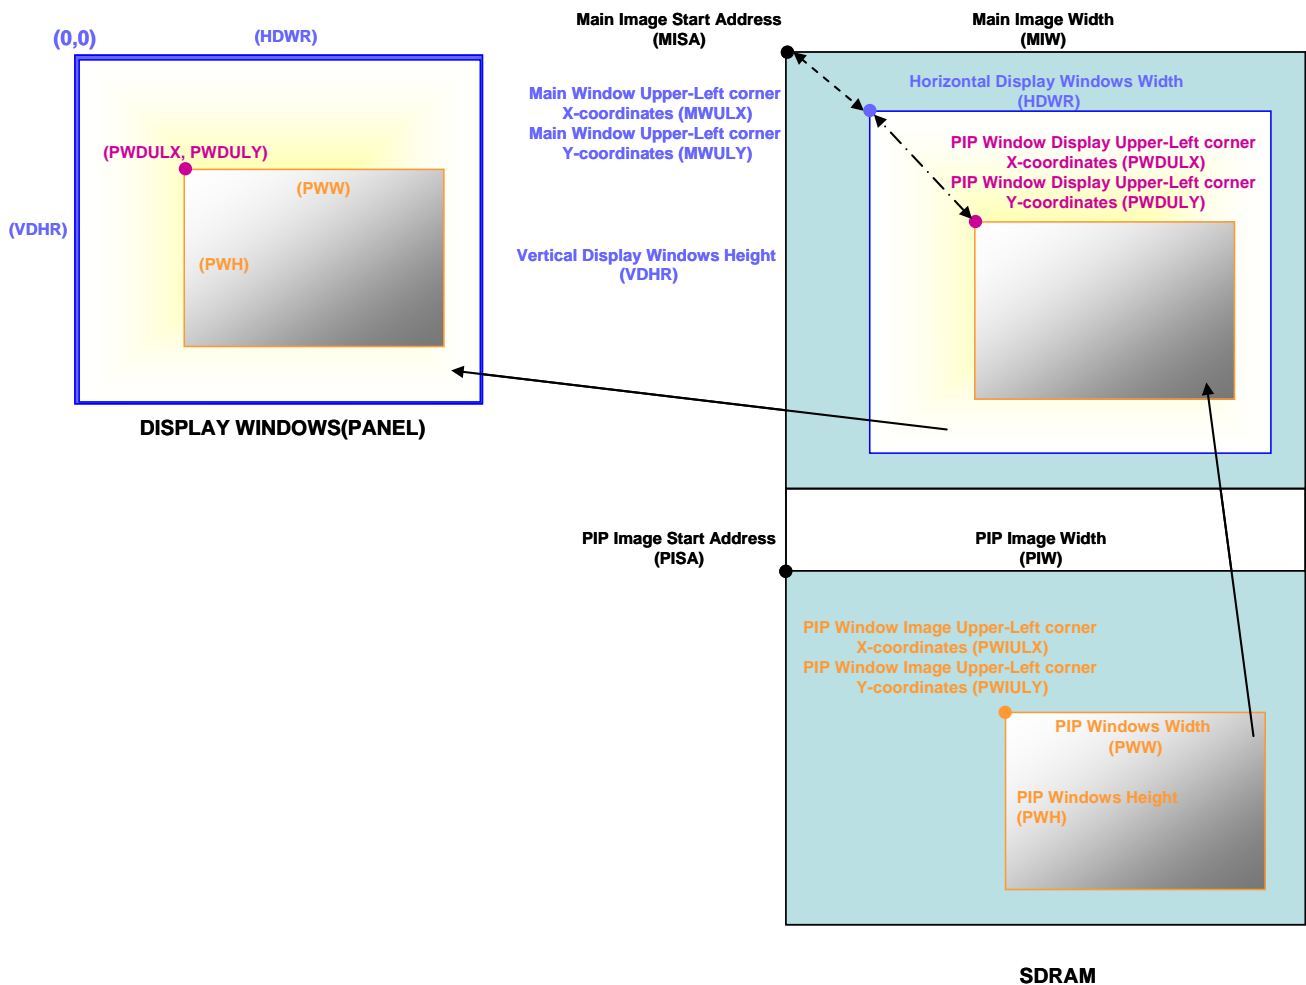 Main Image Start Address
(MISA)
Main Image Width
(MIW)
(0,0)
(HDWR)
Main Window Upper-Left corner
X-coordinates (MWULX)
Main Window Upper-Left corner
Y-coordinates (MWULY)
Horizontal Display Windows Width
(HDWR)
(PWDULX, PWDULY)
(PWW)
PIP Window Display Upper-Left corner
X-coordinates (PWDULX)
PIP Window Display Upper-Left corner
Y-coordinates (PWDULY)
(VDHR)
(PWH)
Vertical Display Windows Height
(VDHR)
DISPLAY WINDOWS(PANEL)
PIP Image Start Address
(PISA)
PIP Image Width
(PIW)
PIP Window Image Upper-Left corner
X-coordinates (PWIULX)
PIP Window Image Upper-Left corner
Y-coordinates (PWIULY)
PIP Windows Width
(PWW)
PIP Windows Height
(PWH)
SDRAM